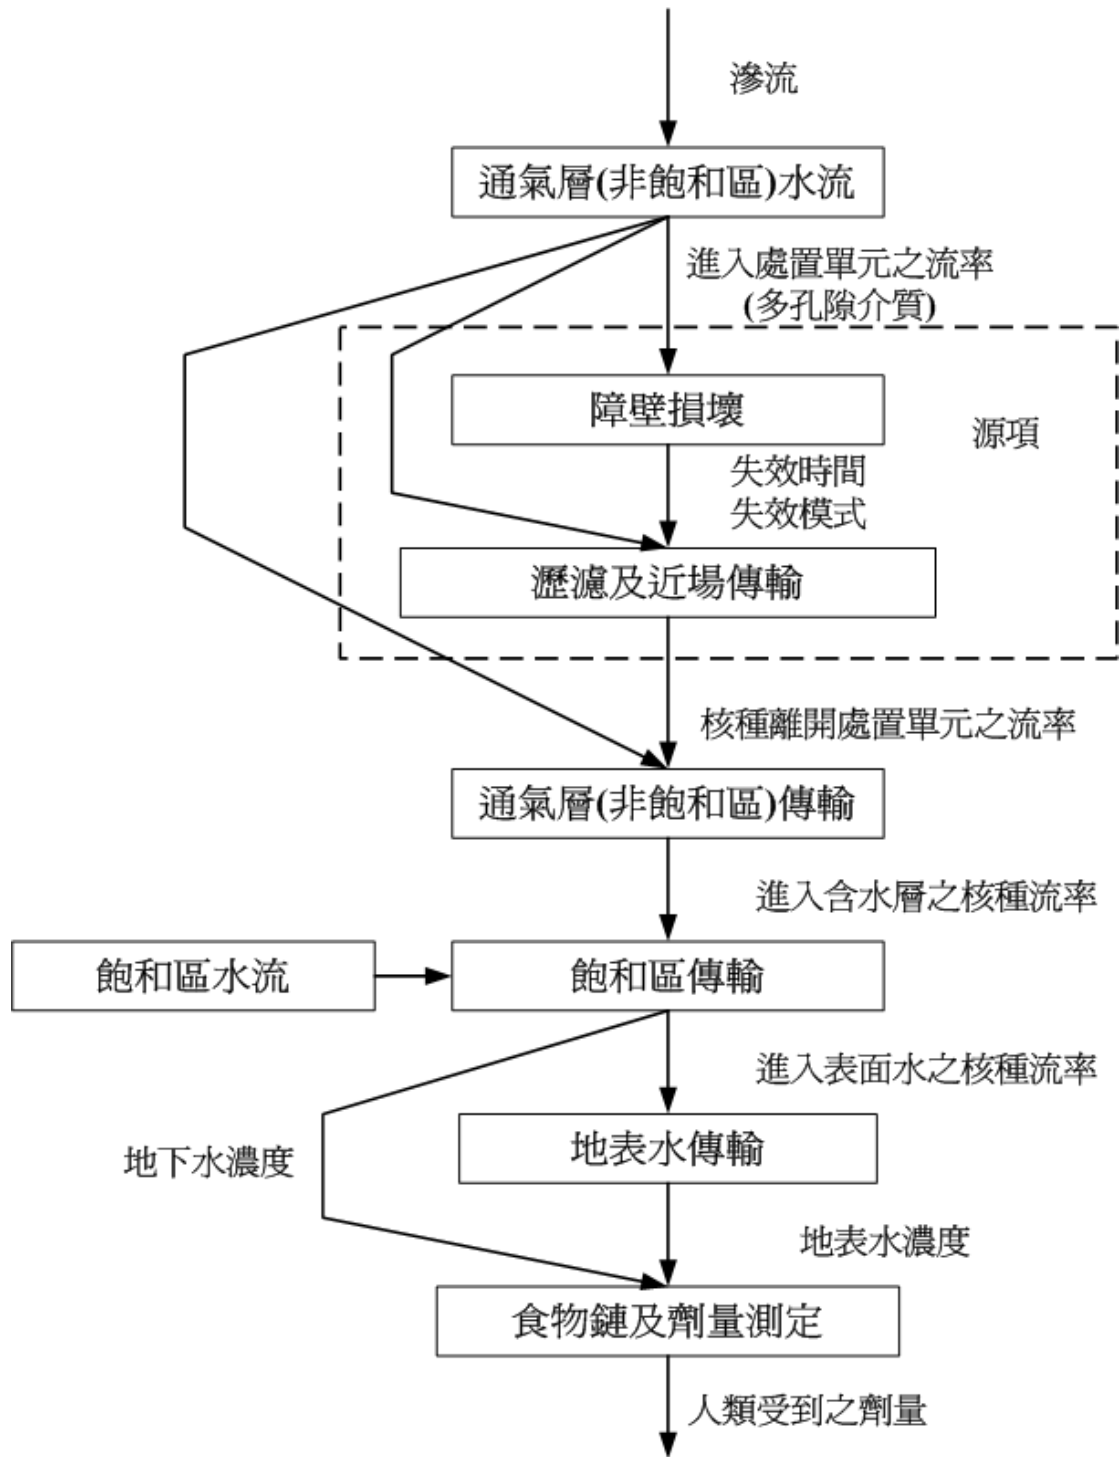 滲流
通氣層(非飽和區)水流
進入處置單元之流率
(多孔隙介質)
障壁損壞
源項
失效時間
失效模式
瀝濾及近場傳輸
核種離開處置單元之流率
通氣層(非飽和區)傳輸
進入含水層之核種流率
飽和區水流
飽和區傳輸
進入表面水之核種流率
地下水濃度
地表水傳輸
地表水濃度
食物鏈及劑量測定
人類受到之劑量